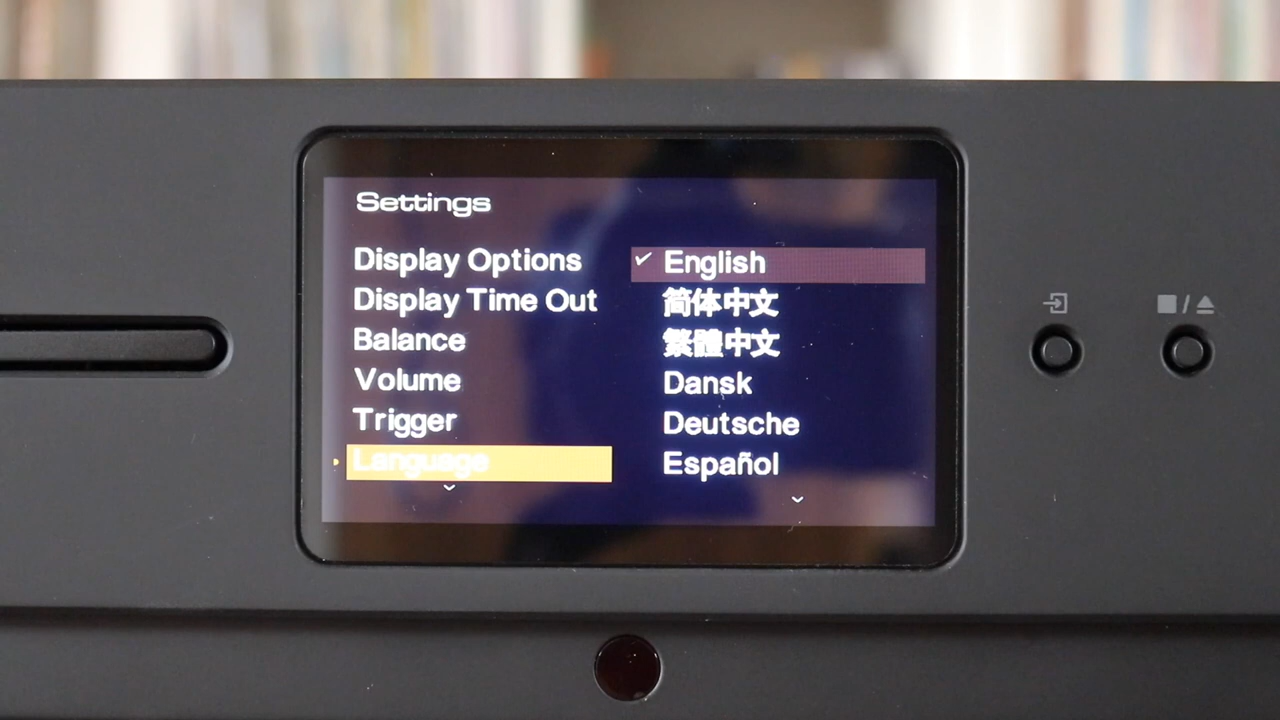 Settings
Display Options
Display Time Out
Balance
Volume
Trigger
Language
✓ English
简体中文
繁體中文
Dansk
Deutsche
Español